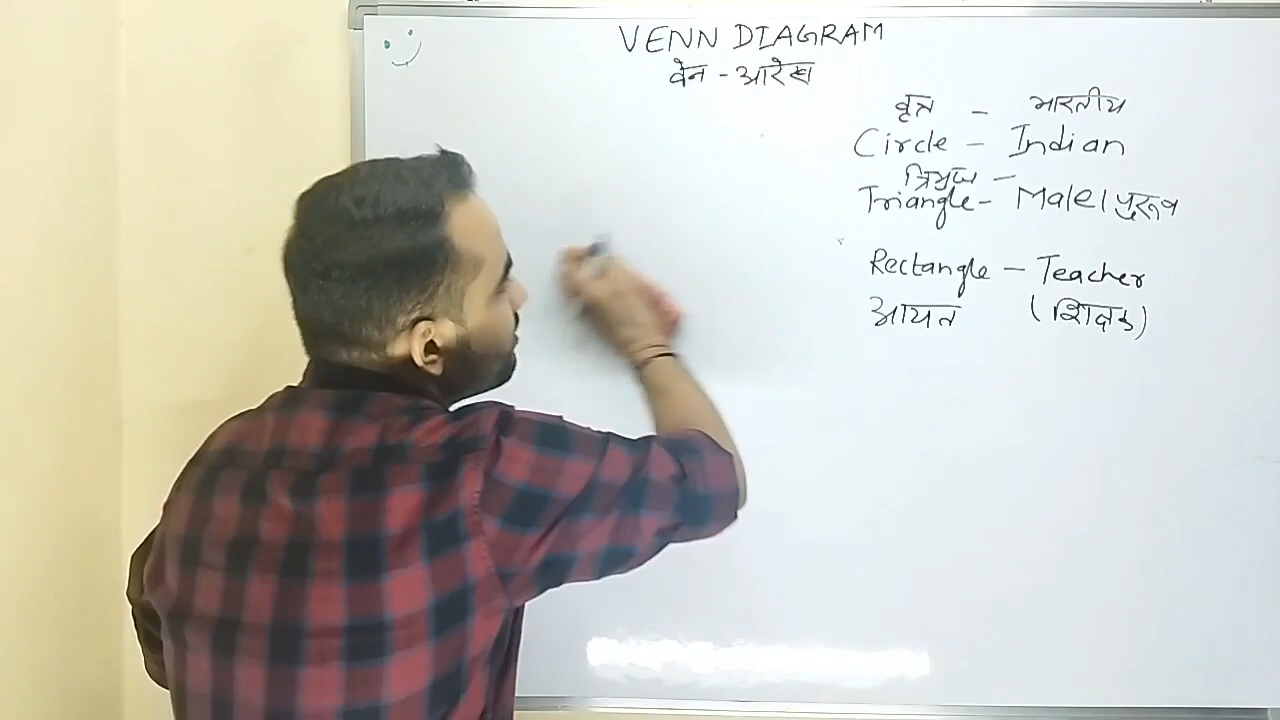 VENN DIAGRAM
वेन - आरेख
वृत्त - भारतीय
Circle - Indian
त्रिभुज -
Triangle - Male/पुरूष
Rectangle - Teacher
आयत (शिक्षक)